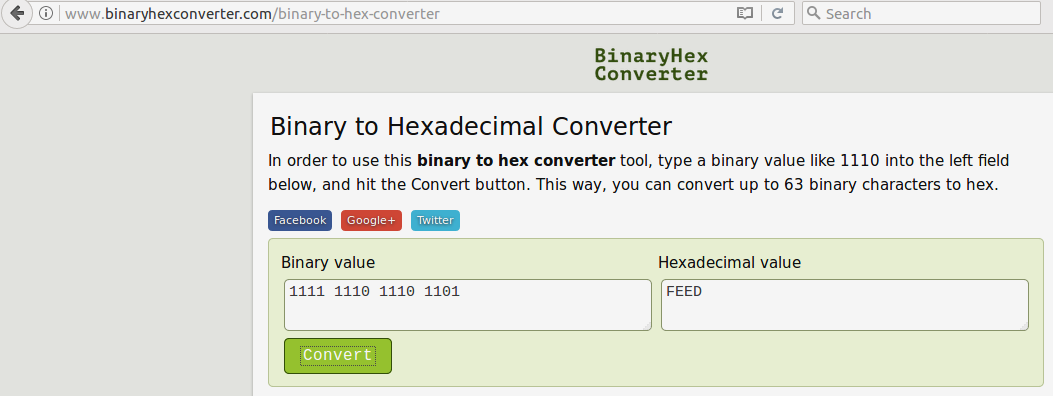 www.binaryhexconverter.com/binary-to-hex-converter
Search
BinaryHex
Converter
Binary to Hexadecimal Converter
In order to use this binary to hex converter tool, type a binary value like 1110 into the left field
below, and hit the Convert button. This way, you can convert up to 63 binary characters to hex.
Facebook Google+ Twitter
Binary value Hexadecimal value
1111 1110 1110 1101 FEED
Convert